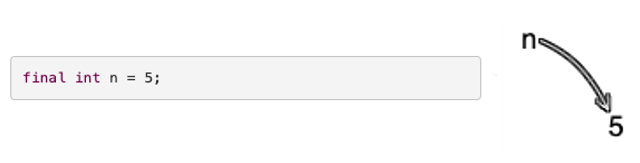 final int n = 5;
n
5